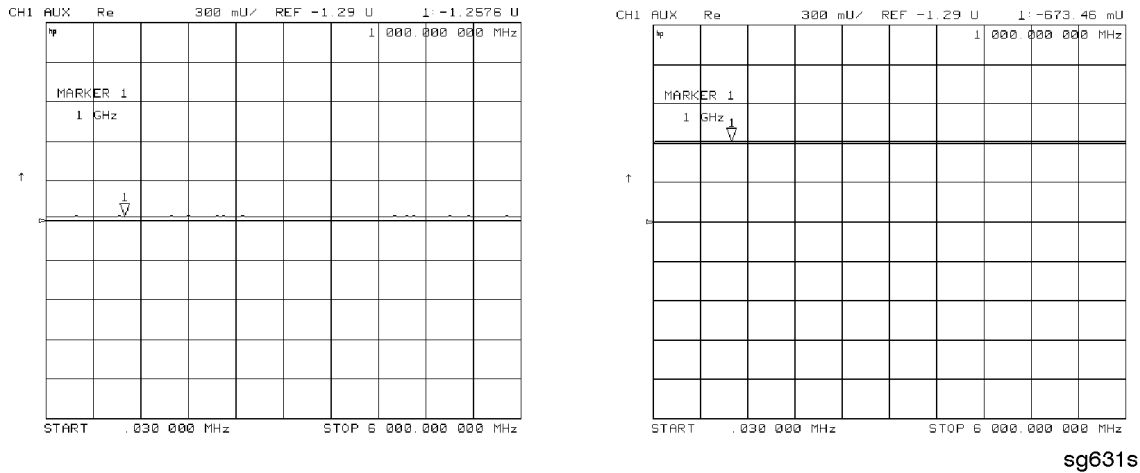 CH1 AUX Re 300 mU/ REF -1.29 U 1:-1.2576 U
hp
1 000.000 000 MHz
MARKER 1
1 GHz
1
START .030 000 MHz STOP 6 000.000 000 MHz
CH1 AUX Re 300 mU/ REF -1.29 U 1:-673.46 mU
hp
1 000.000 000 MHz
MARKER 1
1 GHz
1
START .030 000 MHz STOP 6 000.000 000 MHz
sg631s